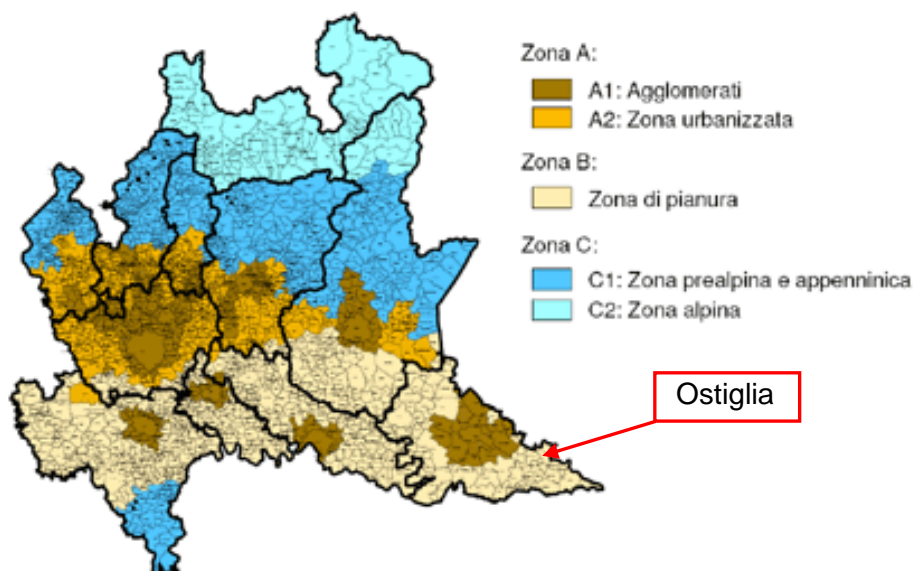 Zona A:
A1: Agglomerati
A2: Zona urbanizzata
Zona B:
Zona di pianura
Zona C:
C1: Zona prealpina e appenninica
C2: Zona alpina
Ostiglia